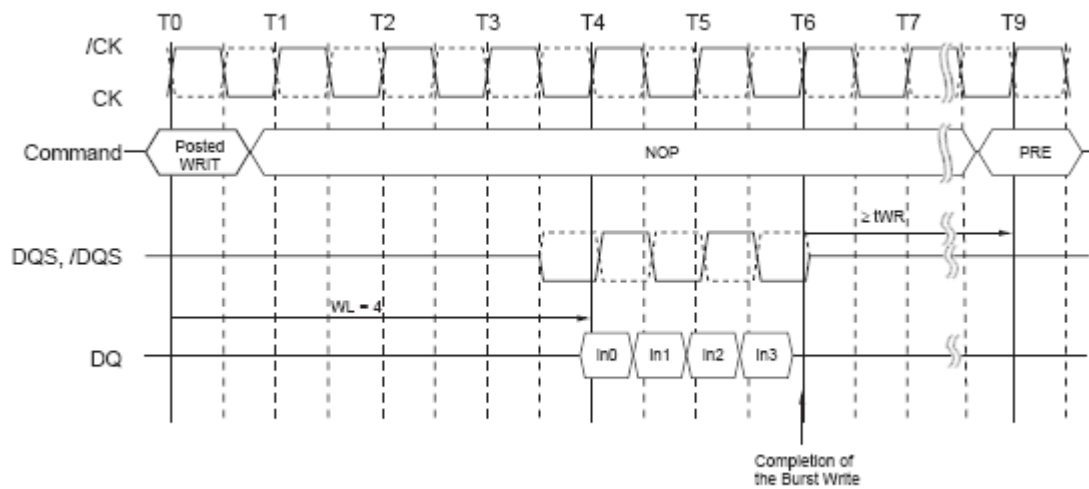 T0 T1 T2 T3 T4 T5 T6 T7 T9
/CK
CK
Command
Posted
WRIT
NOP
PRE
≥ tWR
DQS, /DQS
WL = 4
DQ
In0 In1 In2 In3
Completion of
the Burst Write